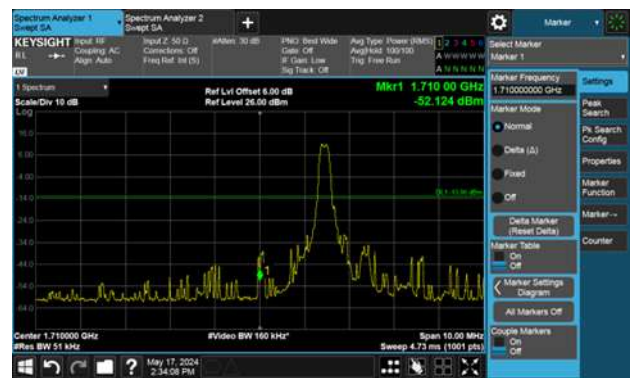 Spectrum Analyzer 1
Swept SA
Spectrum Analyzer 2
Swept SA
+
Marker
KEYSIGHT
Input: RF
Coupling: AC
Align: Auto
Input Z: 50 Ω
Corrections: Off
Freq Ref: Int (S)
#Atten: 30 dB
PNO: Best Wide
Gate: Off
IF Gain: Low
Sig Track: Off
Avg Type: Power (RMS)
Avg|Hold: 100/100
Trig: Free Run
1 2 3 4 5 6
A W W W W W
A N N N N N
Select Marker
Marker 1
1 Spectrum
Scale/Div 10 dB
Log
Ref Lvl Offset 6.00 dB
Ref Level 26.00 dBm
Mkr1 1.710 00 GHz
-52.124 dBm
16.0
6.00
-4.00
-14.0
-24.0
-34.0
-44.0
-54.0
-64.0
1
Center 1.710000 GHz
#Res BW 51 kHz
#Video BW 160 kHz*
Span 10.00 MHz
Sweep 4.73 ms (1001 pts)
Marker Frequency
1.710000000 GHz
Marker Mode
Normal
Delta (Δ)
Fixed
Off
Delta Marker
(Reset Delta)
Marker Table
On
Off
Marker Settings
Diagram
All Markers Off
Couple Markers
On
Off
Settings
Peak
Search
Pk Search
Config
Properties
Marker
Function
Marker→
Counter
?
May 17, 2024
2:34:08 PM